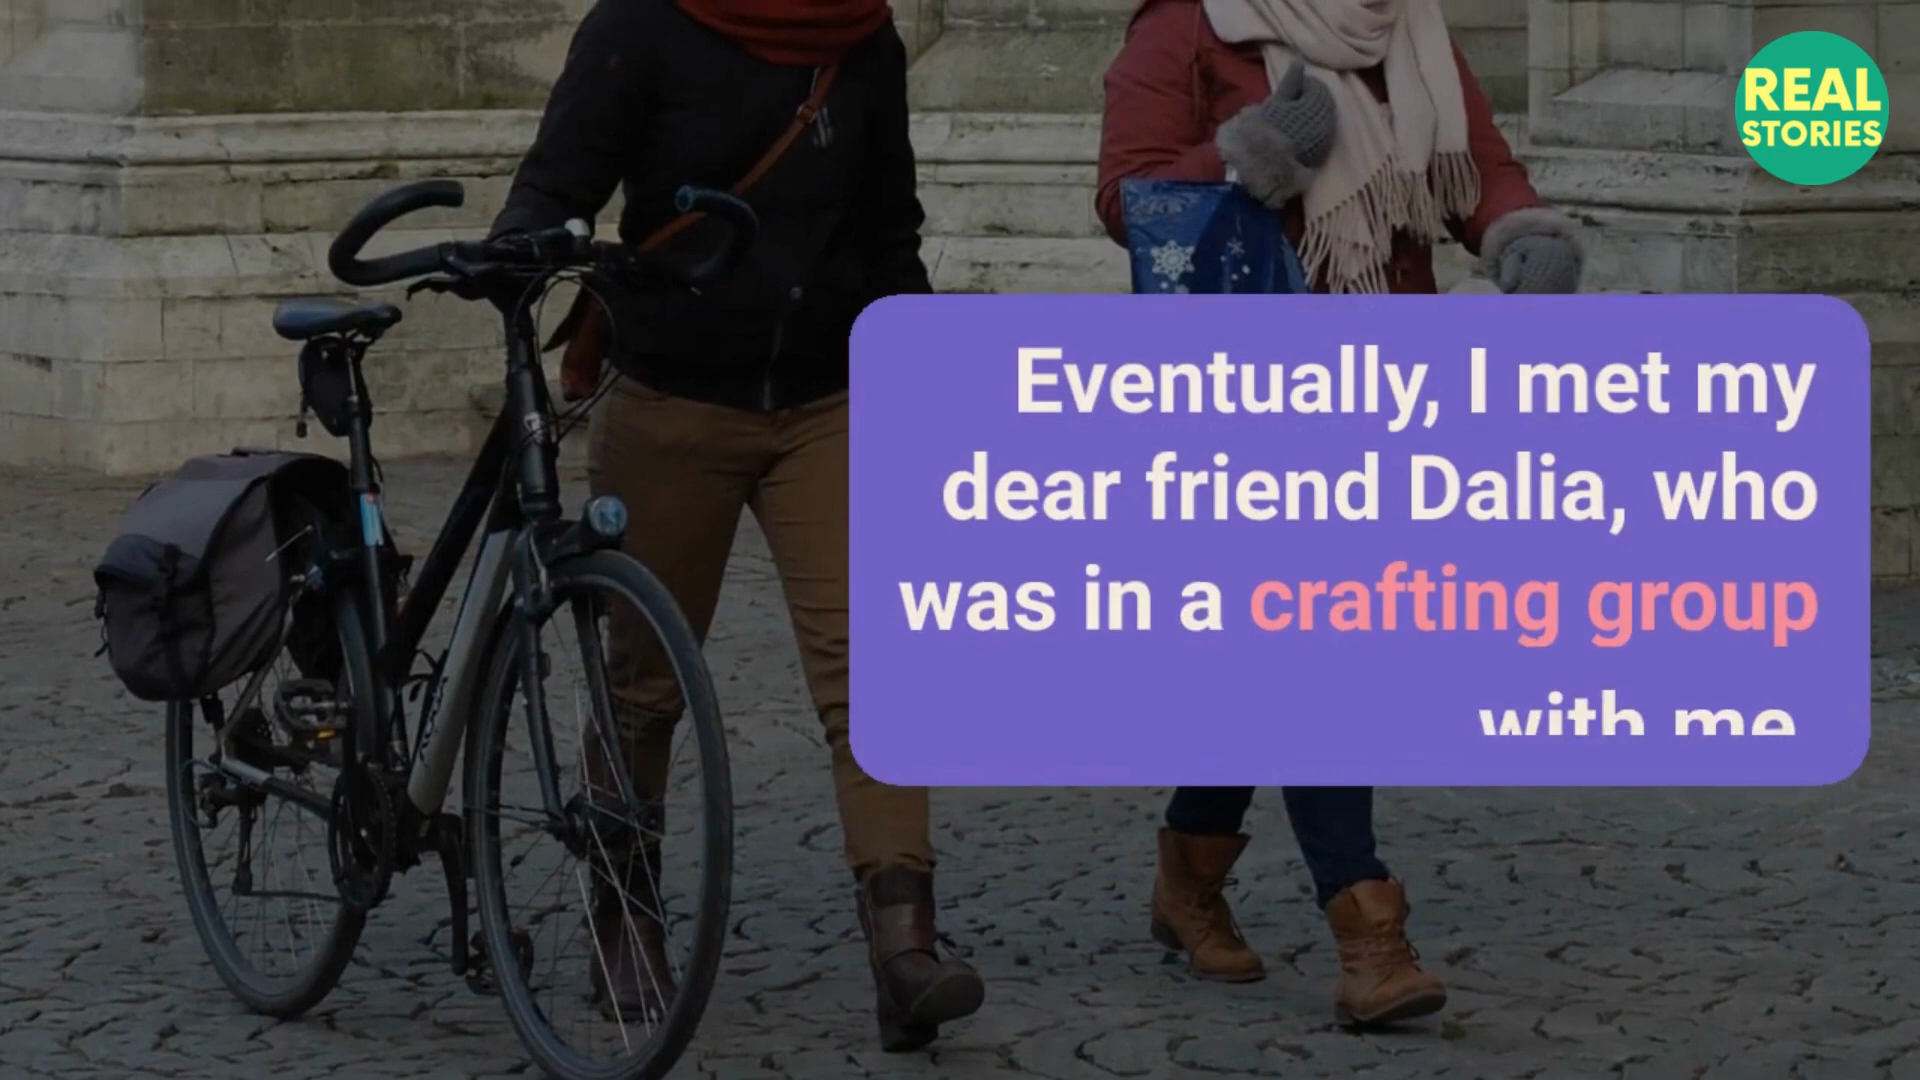 REAL
STORIES
Eventually, I met my
dear friend Dalia, who
was in a crafting group
with me.